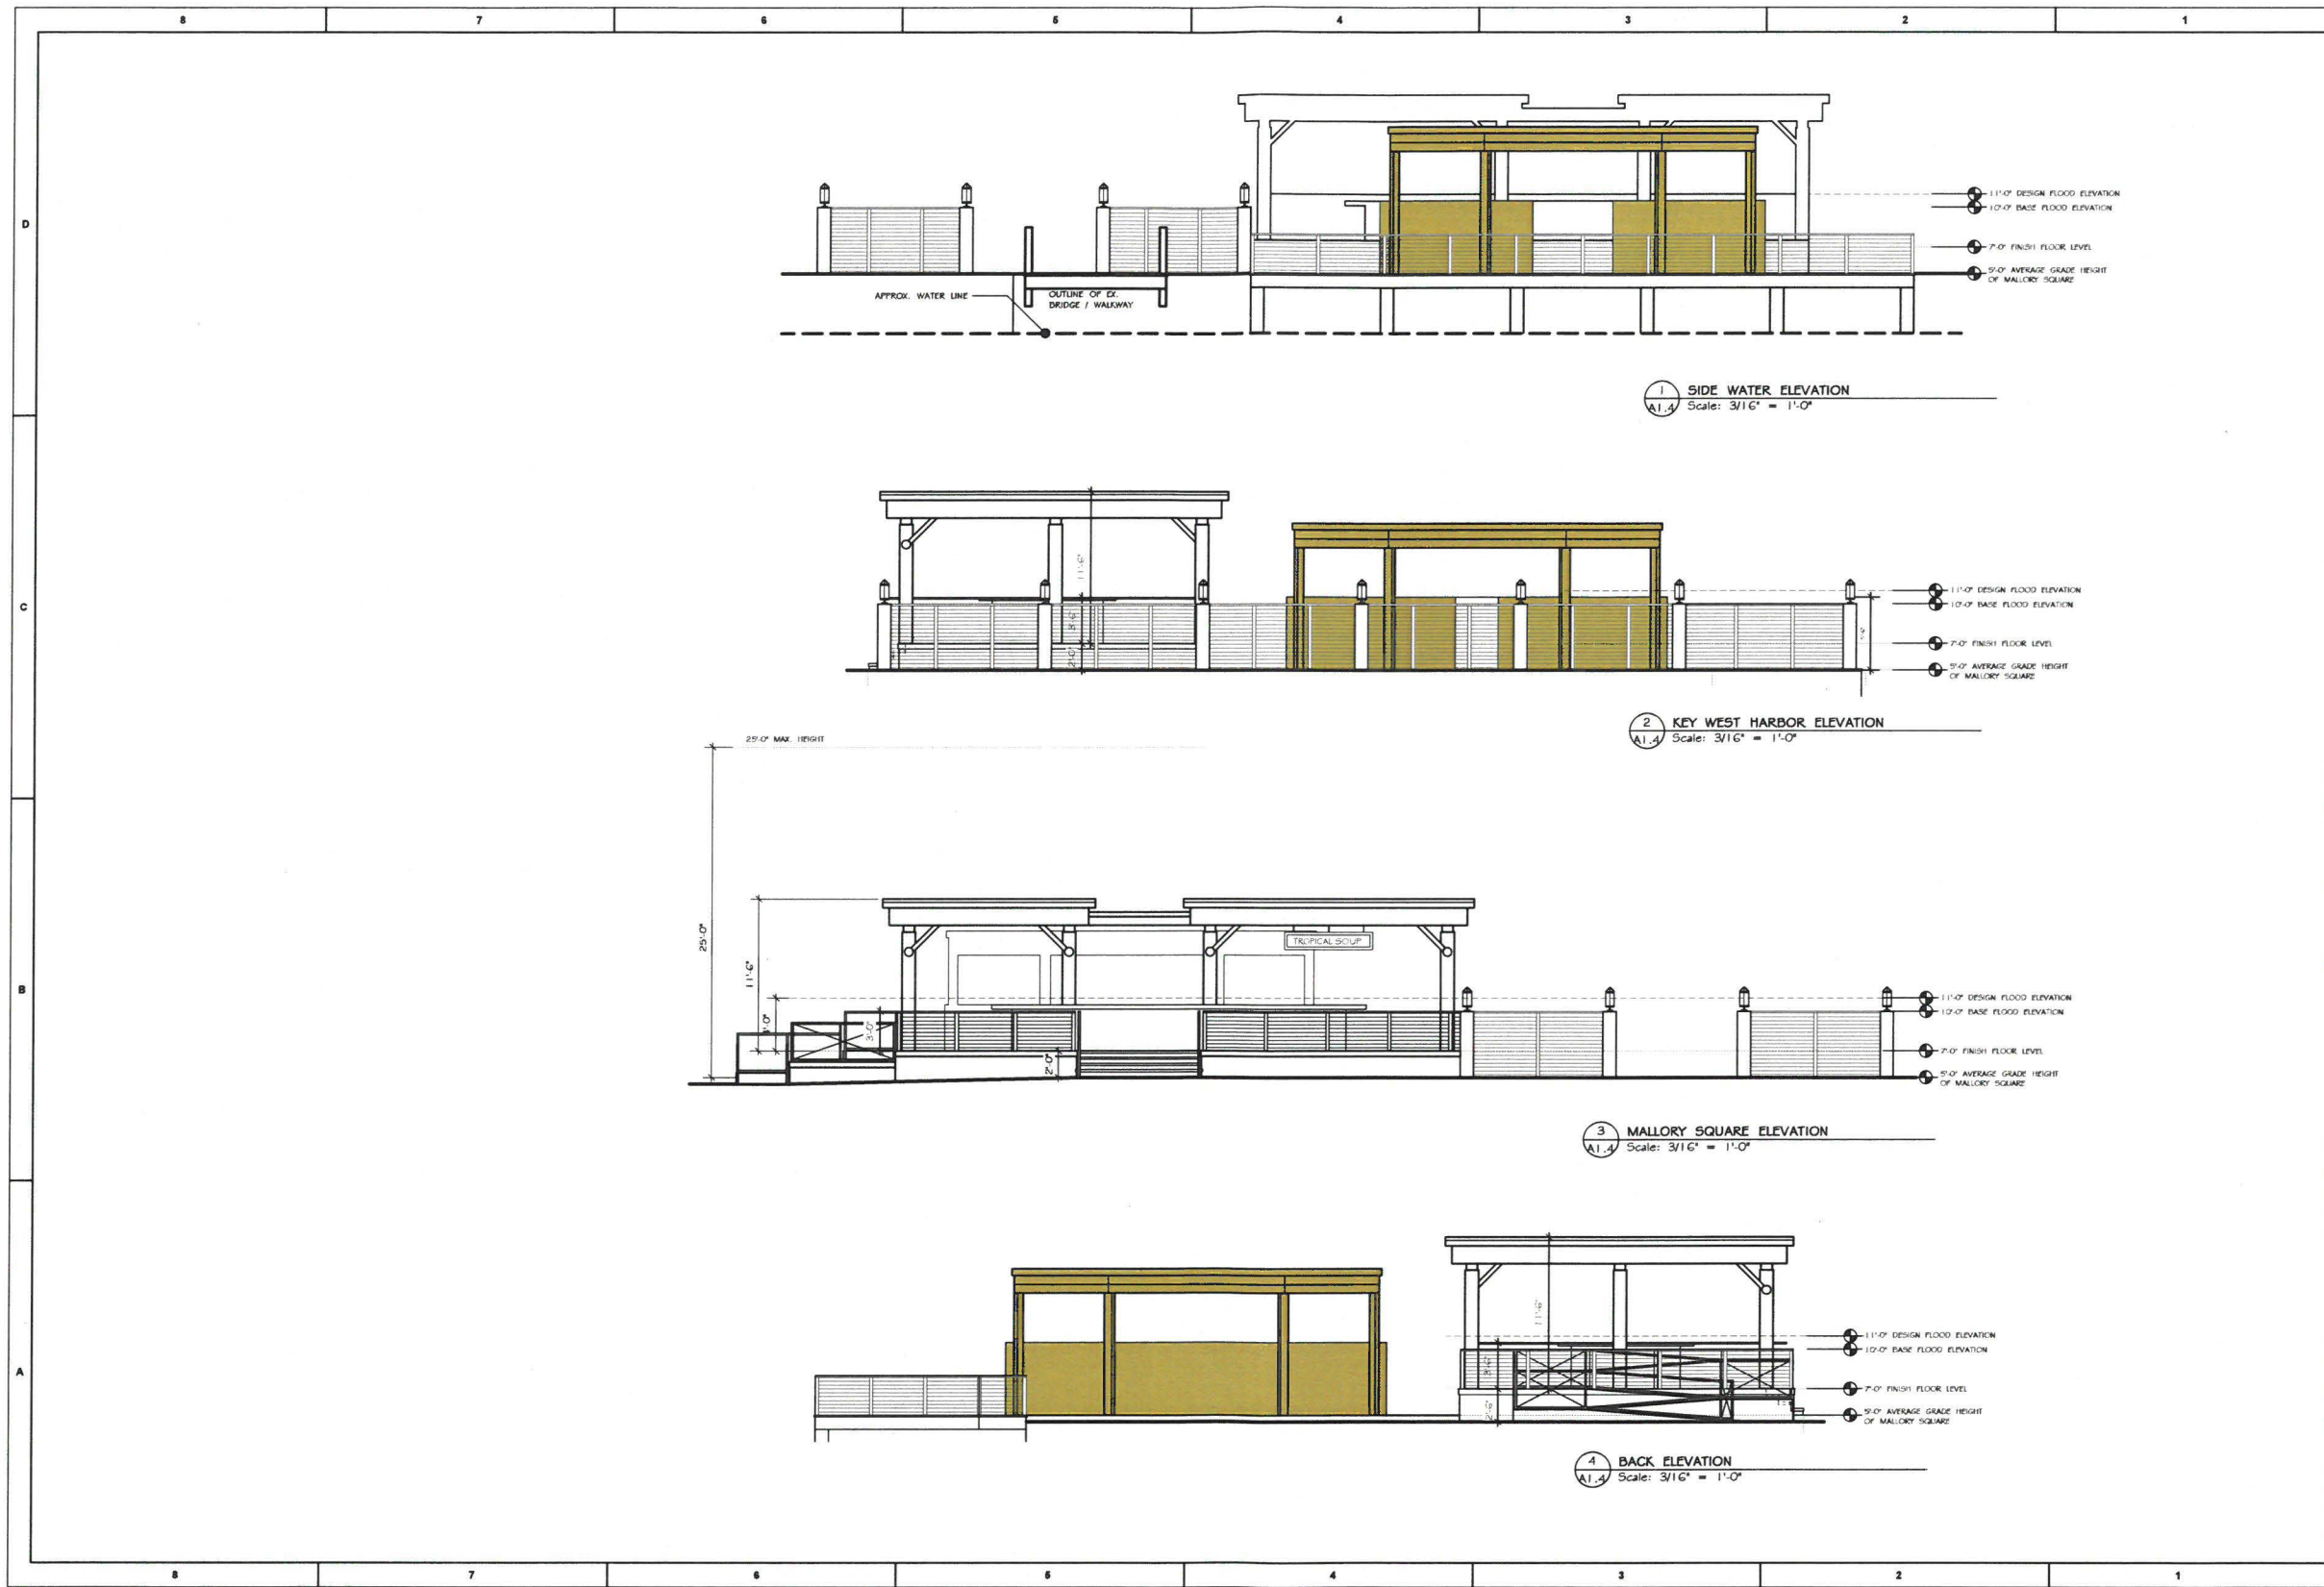 8 7 6 5 4 3 2 1
D
11'-0" DESIGN FLOOD ELEVATION
10'-0" BASE FLOOD ELEVATION
7'-0" FINISH FLOOR LEVEL
5'-0" AVERAGE GRADE HEIGHT
OF MALLORY SQUARE
APPROX. WATER LINE
OUTLINE OF EX.
BRIDGE / WALKWAY
1
A1.4
SIDE WATER ELEVATION
Scale: 3/16" = 1'-0"
C
11'-6"
3'-6"
2'-0"
11'-0" DESIGN FLOOD ELEVATION
10'-0" BASE FLOOD ELEVATION
7'-0" FINISH FLOOR LEVEL
5'-0" AVERAGE GRADE HEIGHT
OF MALLORY SQUARE
2
A1.4
KEY WEST HARBOR ELEVATION
Scale: 3/16" = 1'-0"
25'-0" MAX. HEIGHT
B
25'-0"
11'-6"
4'-0"
3'-0"
2'-0"
TROPICAL SOUP
11'-0" DESIGN FLOOD ELEVATION
10'-0" BASE FLOOD ELEVATION
7'-0" FINISH FLOOR LEVEL
5'-0" AVERAGE GRADE HEIGHT
OF MALLORY SQUARE
3
A1.4
MALLORY SQUARE ELEVATION
Scale: 3/16" = 1'-0"
A
11'-6"
3'-6"
2'-6"
11'-0" DESIGN FLOOD ELEVATION
10'-0" BASE FLOOD ELEVATION
7'-0" FINISH FLOOR LEVEL
5'-0" AVERAGE GRADE HEIGHT
OF MALLORY SQUARE
4
A1.4
BACK ELEVATION
Scale: 3/16" = 1'-0"
8 7 6 5 4 3 2 1